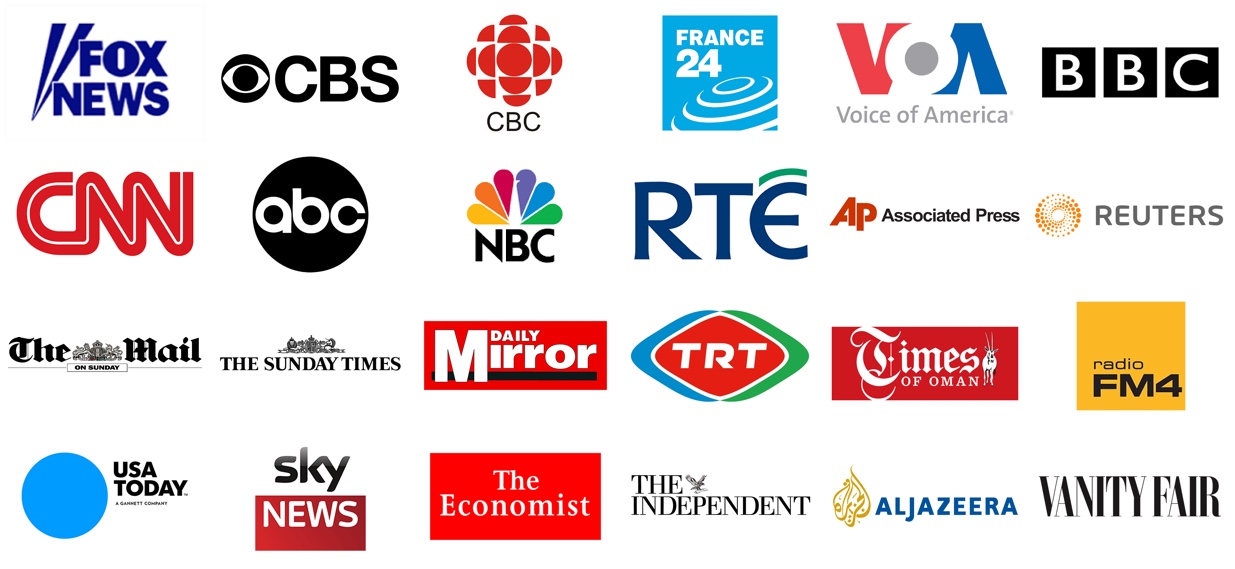 FOX
NEWS
CBS
CBC
FRANCE
24
VOA
Voice of America
BBC
CNN
abc
NBC
RTÉ
AP Associated Press
REUTERS
The Mail
ON SUNDAY
THE SUNDAY TIMES
DAILY
Mirror
TRT
Times
OF OMAN
radio
FM4
USA
TODAY
A GANNETT COMPANY
sky
NEWS
The
Economist
THE
INDEPENDENT
ALJAZEERA
VANITY FAIR